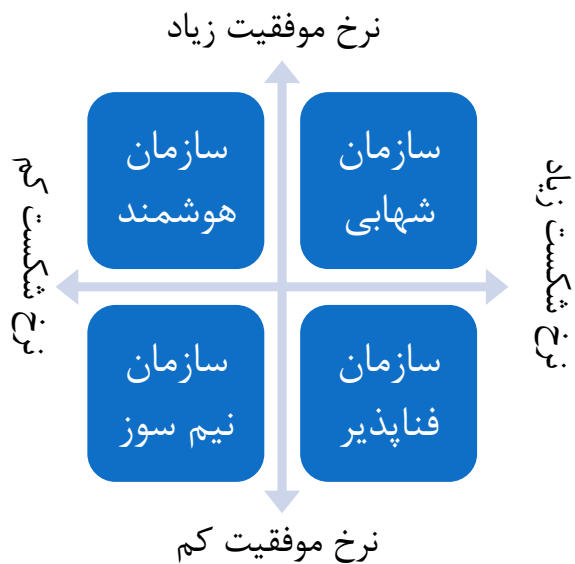 نرخ موفقیت زیاد
سازمان
شهابی
سازمان
هوشمند
نرخ شکست زیاد
نرخ شکست کم
سازمان
فناپذیر
سازمان
نیم سوز
نرخ موفقیت کم